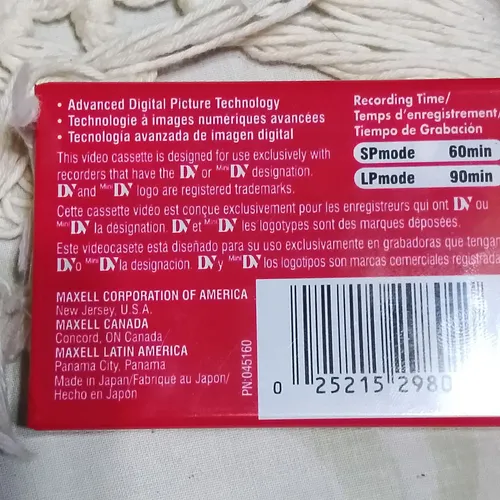 • Advanced Digital Picture Technology
• Technologie à images numériques avancées
• Tecnología avanzada de imagen digital
This video cassette is designed for use exclusively with
recorders that have the DV or Mini DV designation.
DV and Mini DV logo are registered trademarks.
Cette cassette vidéo est conçue exclusivement pour les enregistreurs qui ont DV ou
Mini DV la désignation. DV et Mini DV les logotypes sont des marques déposées.
Este videocasete está diseñado para su uso exclusivamente en grabadoras que tengan
DV o Mini DV la designación. DV y Mini DV los logotipos son marcas comerciales registradas
MAXELL CORPORATION OF AMERICA
New Jersey, U.S.A.
MAXELL CANADA
Concord, ON Canada
MAXELL LATIN AMERICA
Panama City, Panama
Made in Japan/Fabriqué au Japon/
Hecho en Japón
PN:045160
Recording Time/
Temps d'enregistrement/
Tiempo de Grabación
SPmode 60min
LPmode 90min
0 25215 2980